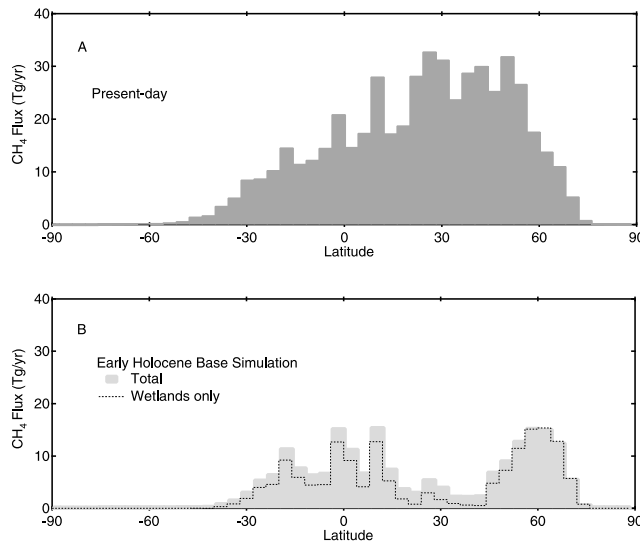 40
A
30
Present-day
20
10
0
CH4 Flux (Tg/yr)
-90 -60 -30 0 30 60 90
Latitude
40
B
30
Early Holocene Base Simulation
Total
Wetlands only
20
10
0
CH4 Flux (Tg/yr)
-90 -60 -30 0 30 60 90
Latitude